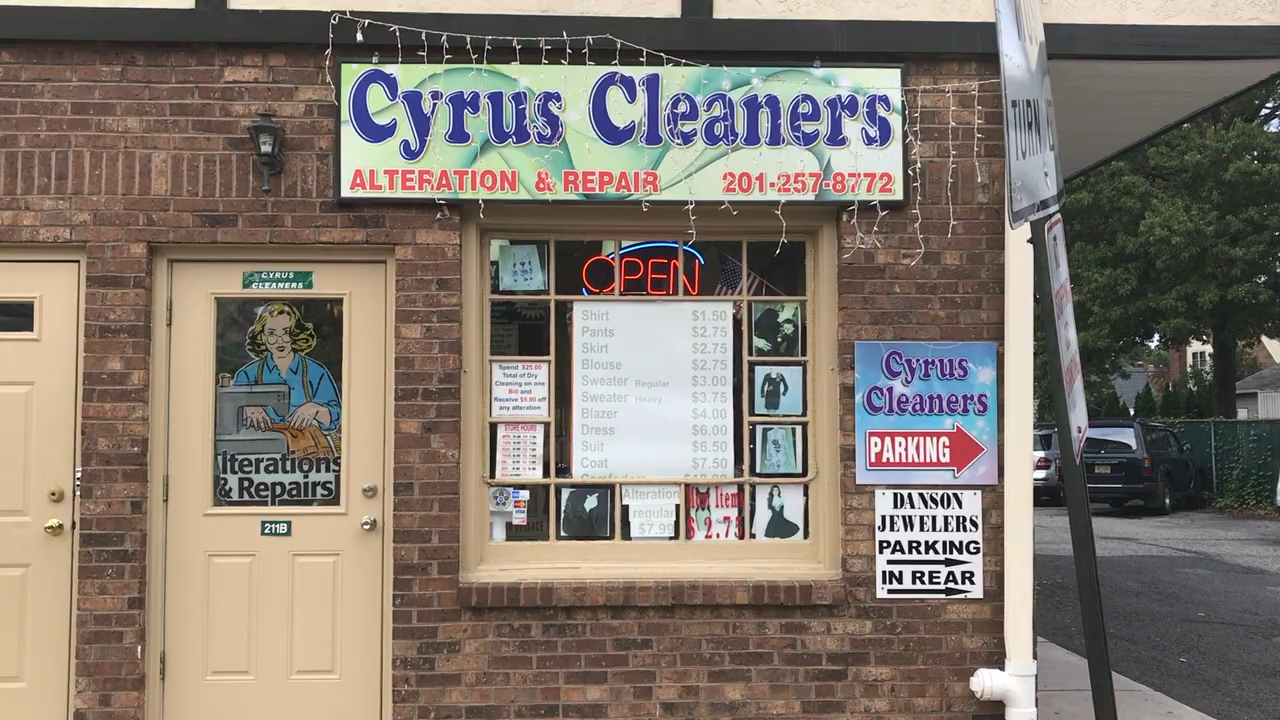 Cyrus Cleaners
ALTERATION & REPAIR 201-257-8772
TURN
CYRUS
CLEANERS
OPEN
Shirt $1.50
Pants $2.75
Skirt $2.75
Blouse $2.75
Sweater Regular $3.00
Sweater Heavy $3.75
Blazer $4.00
Dress $6.00
Suit $6.50
Coat $7.50
Spend $25.00
Total of Dry
Cleaning on one
Bill and
Receive $5.00 off
any alteration
STORE HOURS
lterations
& Repairs
211B
VISA
Alteration
regular
$7.99
$2.75
Cyrus
Cleaners
PARKING
DANSON
JEWELERS
PARKING
IN REAR